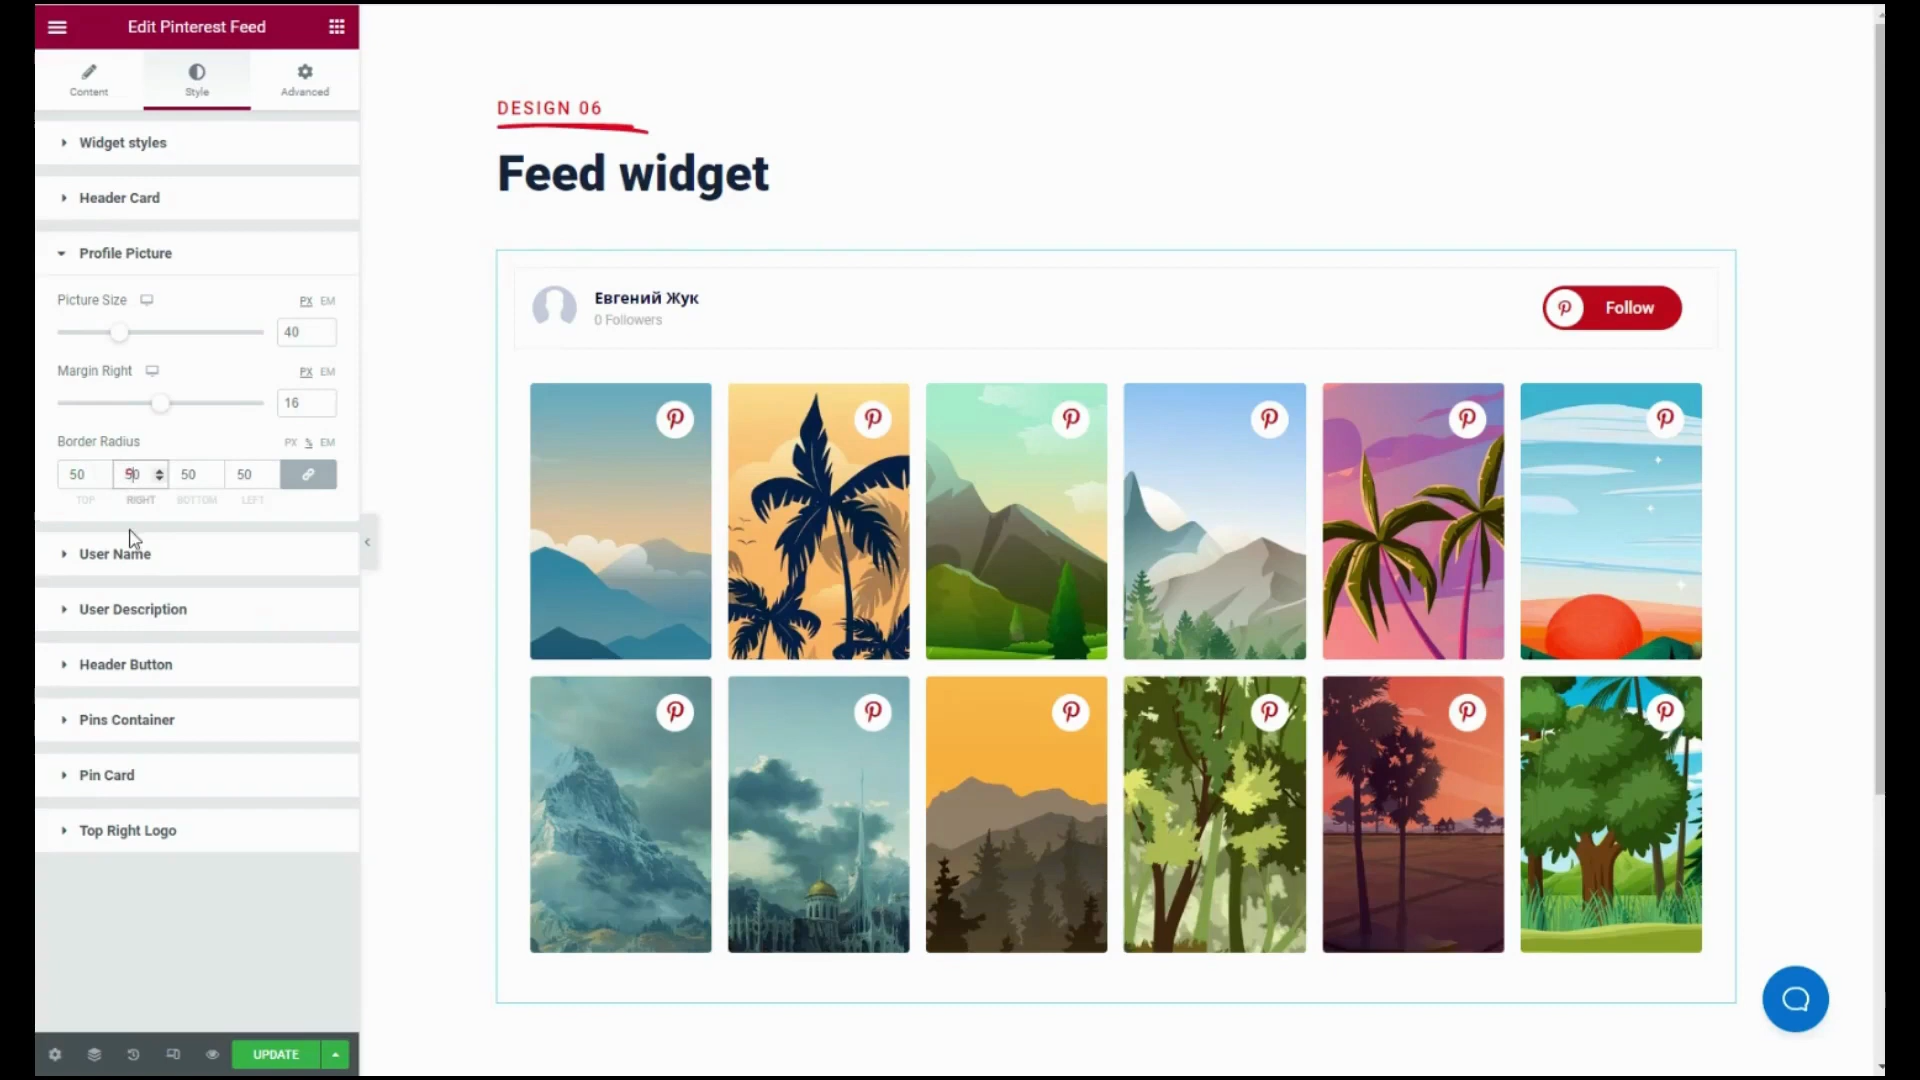 Edit Pinterest Feed
Content
Style
Advanced
Widget styles
Header Card
Profile Picture
Picture Size
PX EM
40
Margin Right
PX EM
16
Border Radius
PX % EM
50 50 50 50
TOP RIGHT BOTTOM LEFT
User Name
User Description
Header Button
Pins Container
Pin Card
Top Right Logo
UPDATE
DESIGN 06
Feed widget
Евгений Жук
0 Followers
Follow